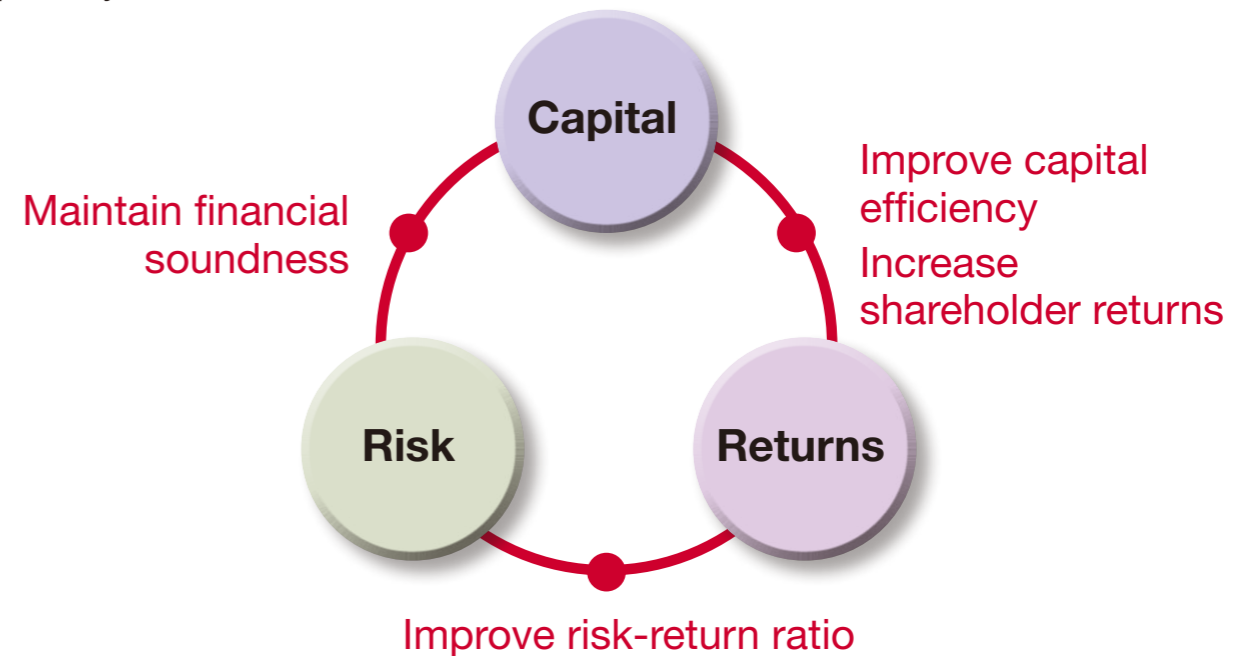 Capital
Maintain financial
soundness
Improve capital
efficiency
Increase
shareholder returns
Risk
Returns
Improve risk-return ratio